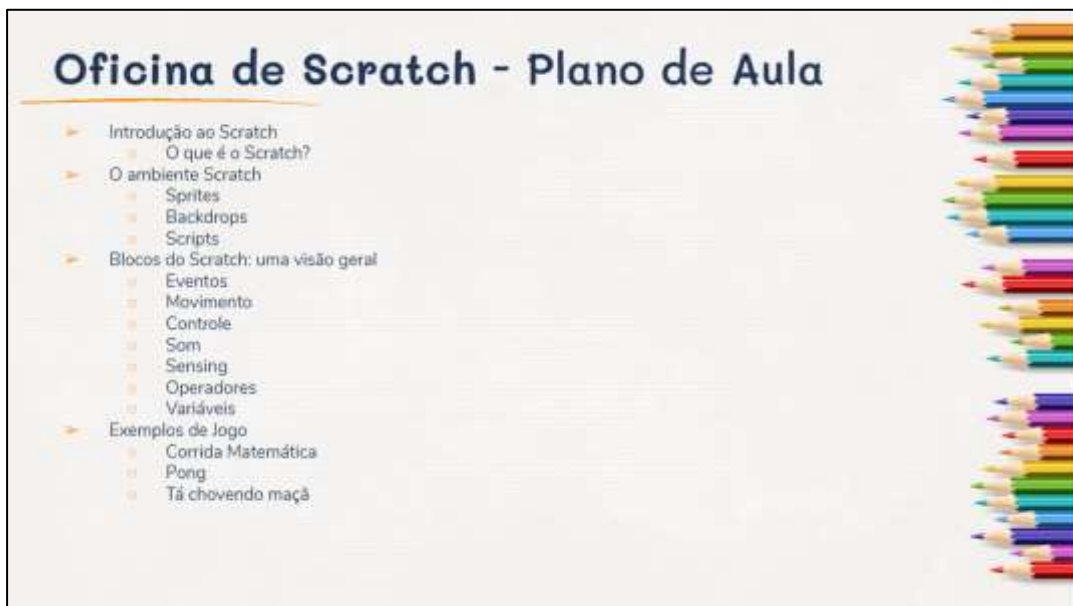 Oficina de Scratch - Plano de Aula
Introdução ao Scratch
O que é o Scratch?
O ambiente Scratch
Sprites
Backdrops
Scripts
Blocos do Scratch: uma visão geral
Eventos
Movimento
Controle
Som
Sensing
Operadores
Variáveis
Exemplos de Jogo
Corrida Matemática
Pong
Tá chovendo maçã